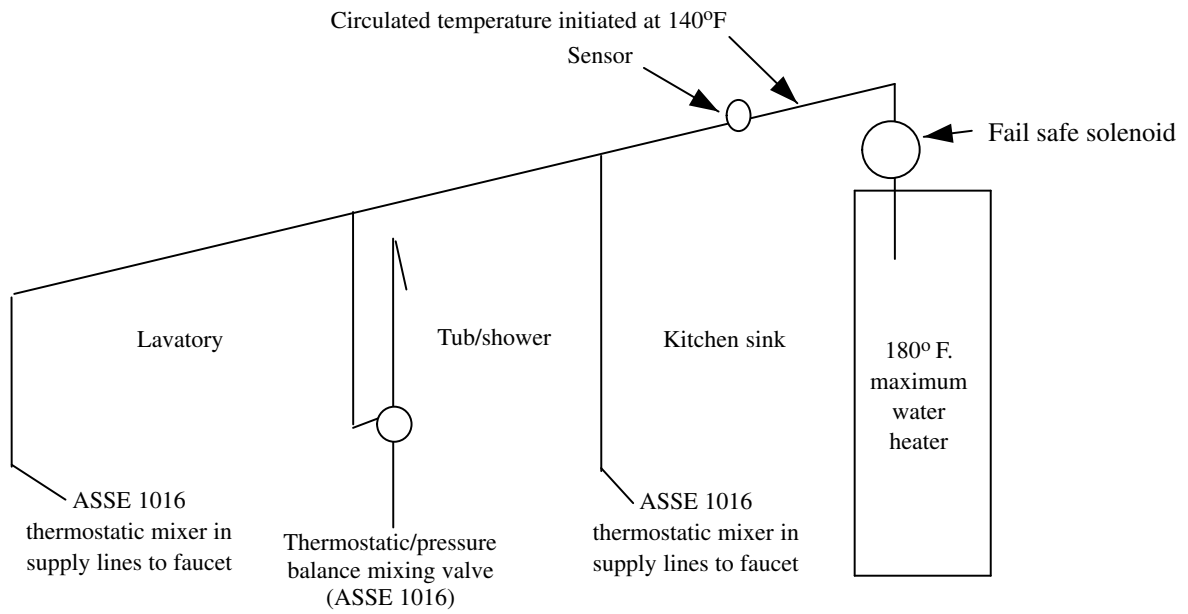 Circulated temperature initiated at 140ºF
Sensor
Fail safe solenoid
Lavatory
Tub/shower
Kitchen sink
180º F.
maximum
water
heater
ASSE 1016
thermostatic mixer in
supply lines to faucet
Thermostatic/pressure
balance mixing valve
(ASSE 1016)
ASSE 1016
thermostatic mixer in
supply lines to faucet